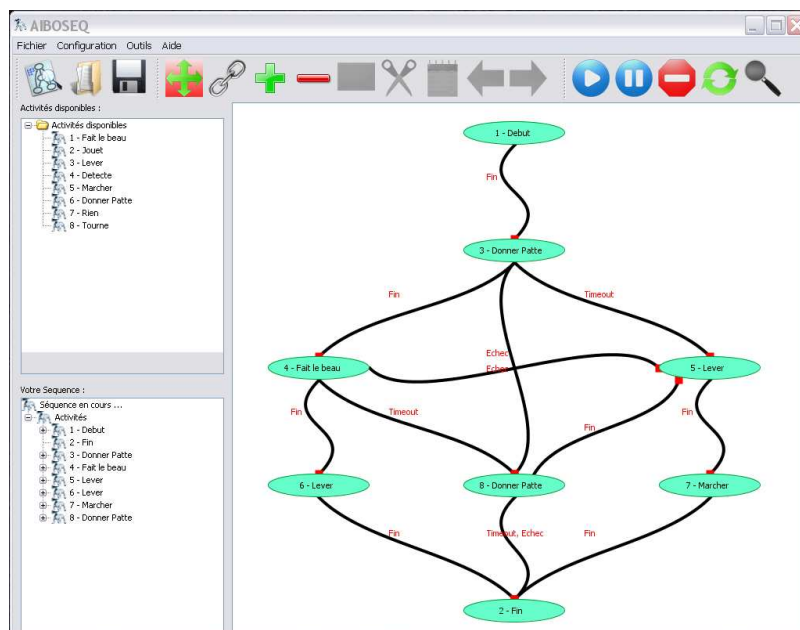 AIBOSEQ
Fichier Configuration Outils Aide
Activités disponibles :
Activités disponibles
1 - Fait le beau
2 - Jouet
3 - Lever
4 - Detecte
5 - Marcher
6 - Donner Patte
7 - Rien
8 - Tourne
Votre Sequence :
Séquence en cours ...
Activités
1 - Debut
2 - Fin
3 - Donner Patte
4 - Fait le beau
5 - Lever
6 - Lever
7 - Marcher
8 - Donner Patte
1 - Debut
Fin
3 - Donner Patte
Fin
Timeout
Echec
Echec
4 - Fait le beau
5 - Lever
Fin
Timeout
Fin
Fin
6 - Lever
8 - Donner Patte
7 - Marcher
Fin
Timeout, Echec
Fin
2 - Fin